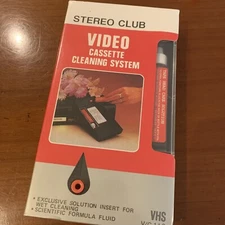 STEREO CLUB
VIDEO
CASSETTE
CLEANING SYSTEM
• EXCLUSIVE SOLUTION INSERT FOR
WET CLEANING
• SCIENTIFIC FORMULA FLUID
VHS